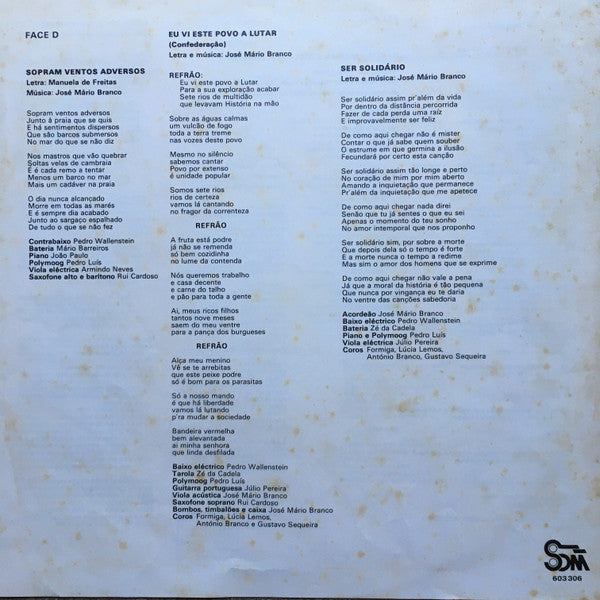 FACE D
SOPRAM VENTOS ADVERSOS
Letra: Manuela de Freitas
Música: José Mário Branco
Sopram ventos adversos
Junto à praia que se quis
E há sentimentos dispersos
Que são barcos submersos
No mar do que se não diz
Nos mastros que vão quebrar
Soltas velas de cambraia
E é cada remo a tentar
Menos um barco no mar
Mais um cadáver na praia
O dia nunca alcançado
Morre em todas as marés
E é sempre dia acabado
Junto ao sargaço espalhado
De tudo o que se não fez
Contrabaixo Pedro Wallenstein
Bateria Mário Barreiros
Piano João Paulo
Polymoog Pedro Luís
Viola eléctrica Armindo Neves
Saxofone alto e barítono Rui Cardoso
EU VI ESTE POVO A LUTAR
(Confederação)
Letra e música: José Mário Branco
REFRÃO:
Eu vi este povo a Lutar
Para a sua exploração acabar
Sete rios de multidão
que levavam História na mão
Sobre as águas calmas
um vulcão de fogo
toda a terra treme
nas vozes deste povo
Mesmo no silêncio
sabemos cantar
Povo por extenso
é unidade popular
Somos sete rios
rios de certeza
vamos lá cantando
no fragor da correnteza
REFRÃO
A fruta está podre
já não se remenda
só bem cozidinha
no lume da contenda
Nós queremos trabalho
e casa decente
e carne do talho
e pão para toda a gente
Ai, meus ricos filhos
tantos nove meses
saem do meu ventre
para a pança dos burgueses
REFRÃO
Alça meu menino
Vê se te arrebitas
que este peixe podre
só é bom para os parasitas
Só a nosso mando
é que há liberdade
vamos lá lutando
p'ra mudar a sociedade
Bandeira vermelha
bem alevantada
ai minha senhora
que linda desfilada
Baixo eléctrico Pedro Wallenstein
Tarola Zé da Cadela
Polymoog Pedro Luís
Guitarra portuguesa Júlio Pereira
Viola acústica José Mário Branco
Saxofone soprano Rui Cardoso
Bombos, timbalões e caixa José Mário Branco
Coros Formiga, Lúcia Lemos,
António Branco e Gustavo Sequeira
SER SOLIDÁRIO
Letra e música: José Mário Branco
Ser solidário assim pr'além da vida
Por dentro da distância percorrida
Fazer de cada perda uma raíz
E improvavelmente ser feliz
De como aqui chegar não é mister
Contar o que já sabe quem souber
O estrume em que germina a ilusão
Fecundará por certo esta canção
Ser solidário assim tão longe e perto
No coração de mim por mim aberto
Amando a inquietação que permanece
Pr'além da inquietação que me apetece
De como aqui chegar nada direi
Senão que tu já sentes o que eu sei
Apenas o momento do teu sonho
No amor intemporal que nos proponho
Ser solidário sim, por sobre a morte
Que depois dela só o tempo é forte
E a morte nunca o tempo a redime
Mas sim o amor dos homens que se exprime
De como aqui chegar não vale a pena
Já que a moral da história é tão pequena
Que nunca por vingança eu te daria
No ventre das canções sabedoria
Acordeão José Mário Branco
Baixo eléctrico Pedro Wallenstein
Bateria Zé da Cadela
Piano e Polymoog Pedro Luís
Viola eléctrica Júlio Pereira
Coros Formiga, Lúcia Lemos,
António Branco, Gustavo Sequeira
SOM
603 306